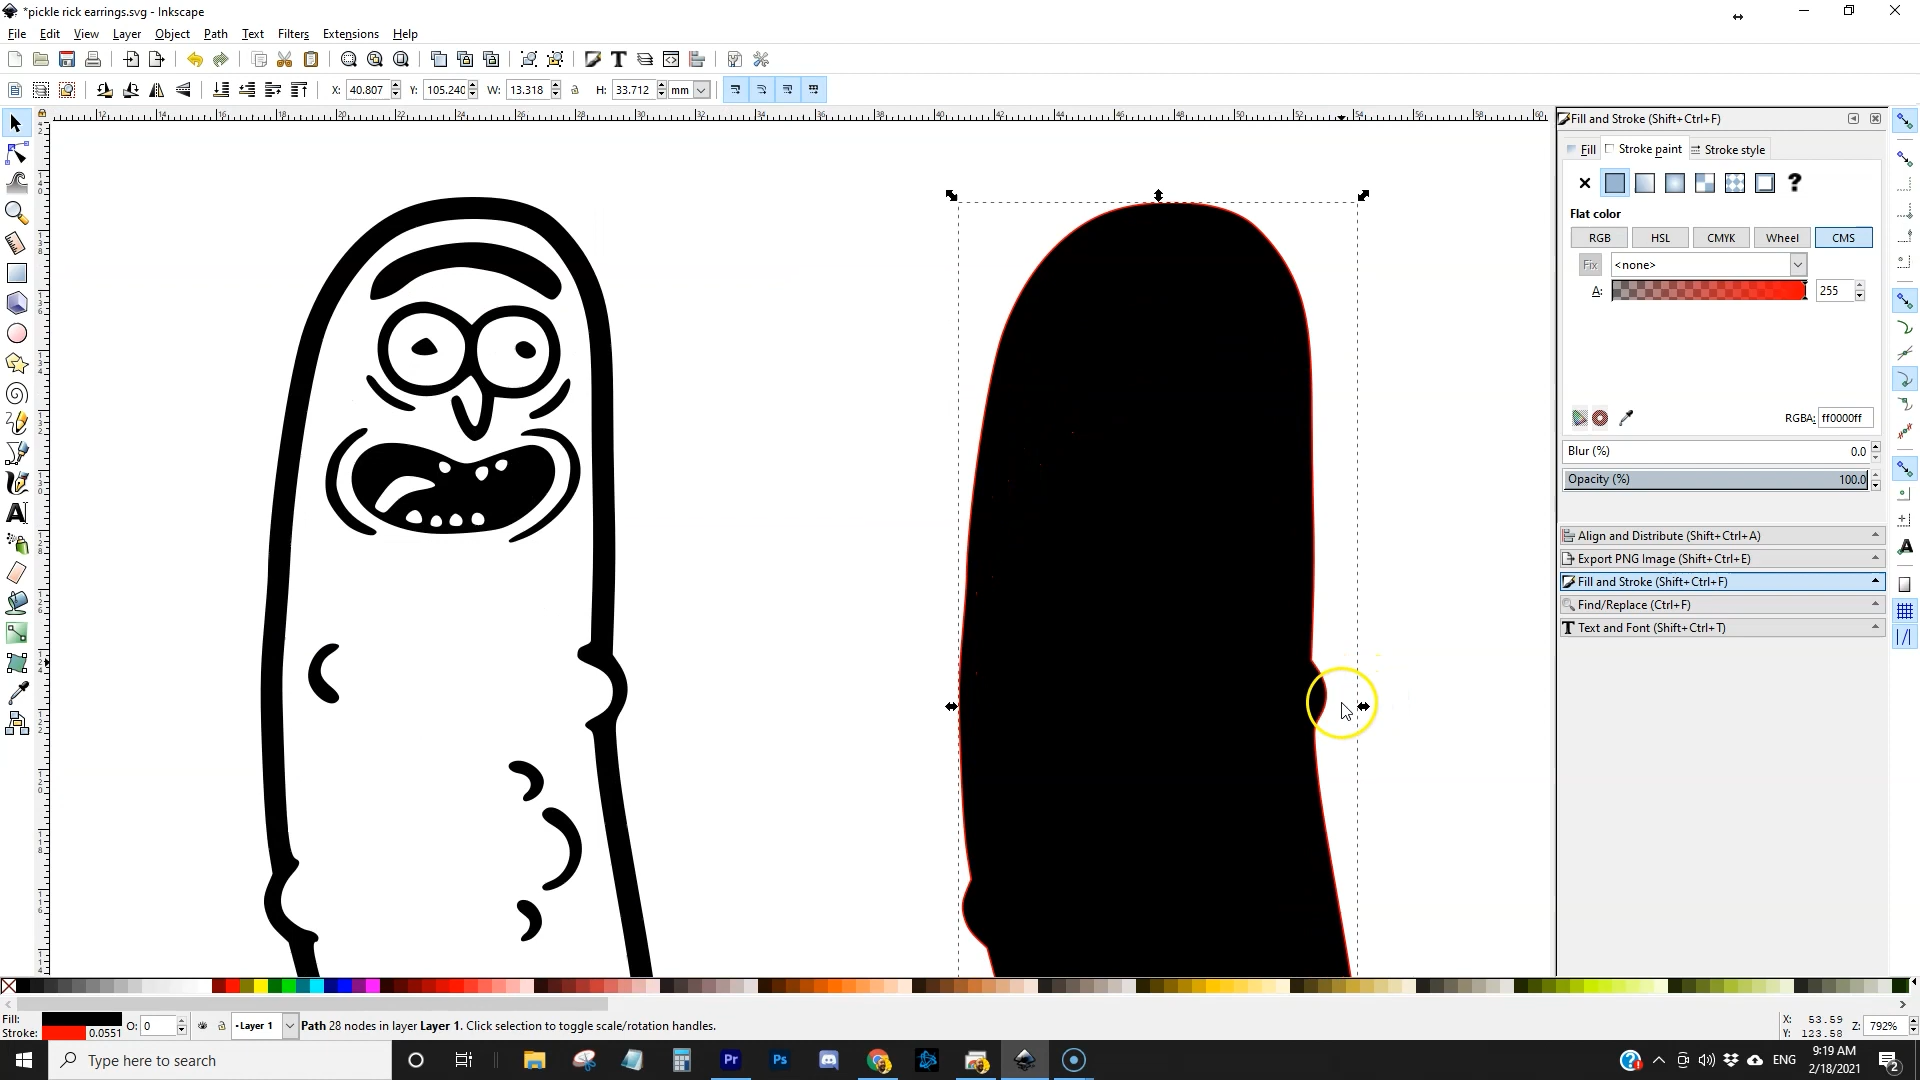 *pickle rick earrings.svg - Inkscape
File Edit View Layer Object Path Text Filters Extensions Help
X: 40.807 Y: 105.240 W: 13.318 H: 33.712 mm
Fill and Stroke (Shift+Ctrl+F)
Fill Stroke paint Stroke style
Flat color
RGB HSL CMYK Wheel CMS
Fix <none>
A: 255
RGBA: ff0000ff
Blur (%) 0.0
Opacity (%) 100.0
Align and Distribute (Shift+Ctrl+A)
Export PNG Image (Shift+Ctrl+E)
Fill and Stroke (Shift+Ctrl+F)
Find/Replace (Ctrl+F)
Text and Font (Shift+Ctrl+T)
Fill:
Stroke: 0.0551 O: 0 •Layer 1 Path 28 nodes in layer Layer 1. Click selection to toggle scale/rotation handles.
X: 53.59
Y: 123.58 Z: 792%
Type here to search
Pr Ps
ENG
9:19 AM
2/18/2021
2